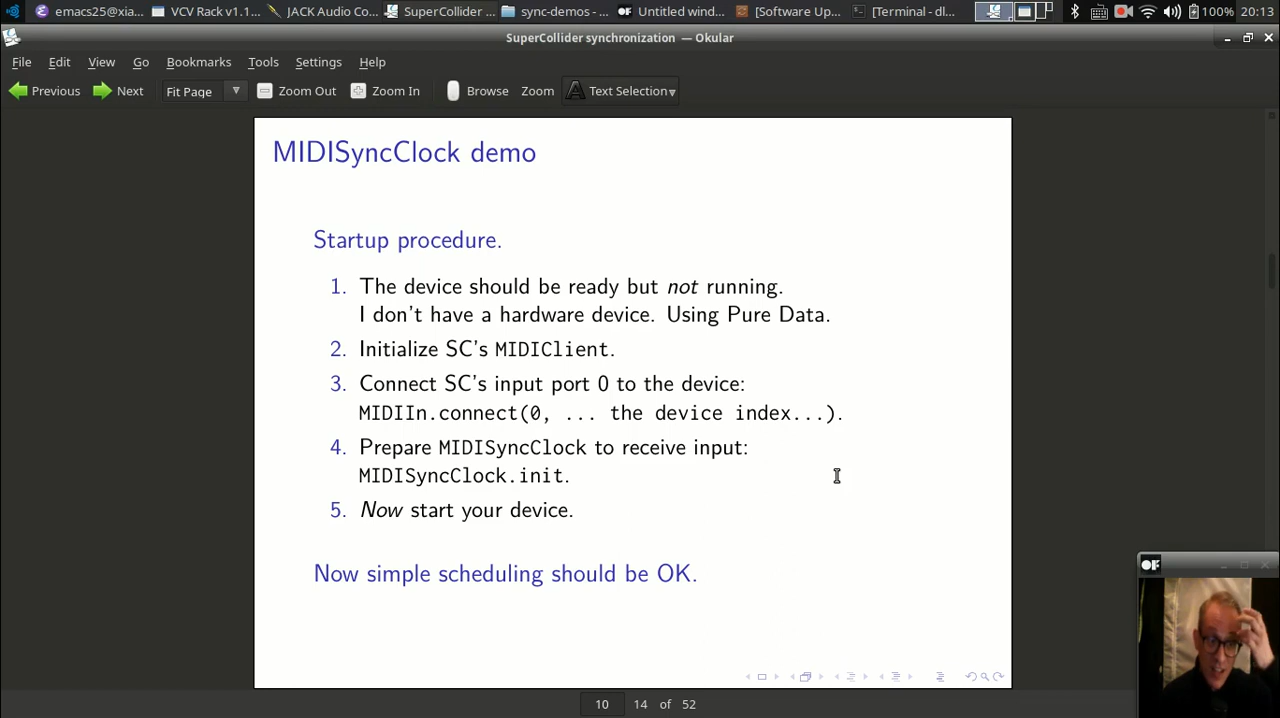 emacs25@xia...
VCV Rack v1.1...
JACK Audio Co...
SuperCollider ...
sync-demos - ...
Untitled wind...
[Software Up...
[Terminal - dl...
100%
20:13
SuperCollider synchronization — Okular
File Edit View Go Bookmarks Tools Settings Help
Previous Next Fit Page Zoom Out Zoom In Browse Zoom Text Selection
MIDISyncClock demo
Startup procedure.
1. The device should be ready but not running.
I don't have a hardware device. Using Pure Data.
2. Initialize SC's MIDIClient.
3. Connect SC's input port 0 to the device:
MIDIIn.connect(0, ... the device index...).
4. Prepare MIDISyncClock to receive input:
MIDISyncClock.init.
5. Now start your device.
Now simple scheduling should be OK.
10 14 of 52